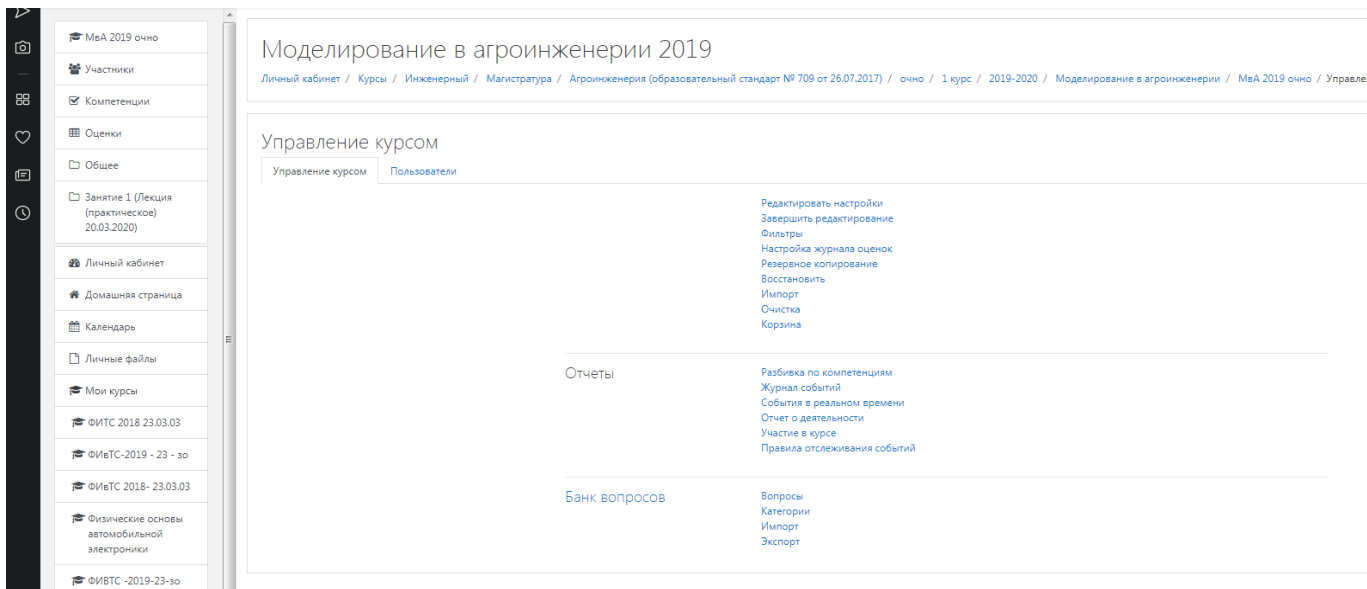 МвА 2019 очно
Участники
Компетенции
Оценки
Общее
Занятие 1 (Лекция
(практическое)
20.03.2020)
Личный кабинет
Домашняя страница
Календарь
Личные файлы
Мои курсы
ФИТС 2018 23.03.03
ФИвТС-2019 - 23 - зо
ФИвТС 2018- 23.03.03
Физические основы
автомобильной
электроники
ФИВТС -2019-23-зо
Моделирование в агроинженерии 2019
Личный кабинет / Курсы / Инженерный / Магистратура / Агроинженерия (образовательный стандарт № 709 от 26.07.2017) / очно / 1 курс / 2019-2020 / Моделирование в агроинженерии / МвА 2019 очно / Управле
Управление курсом
Управление курсом Пользователи
Редактировать настройки
Завершить редактирование
Фильтры
Настройка журнала оценок
Резервное копирование
Восстановить
Импорт
Очистка
Корзина
Отчеты
Разбивка по компетенциям
Журнал событий
События в реальном времени
Отчет о деятельности
Участие в курсе
Правила отслеживания событий
Банк вопросов
Вопросы
Категории
Импорт
Экспорт